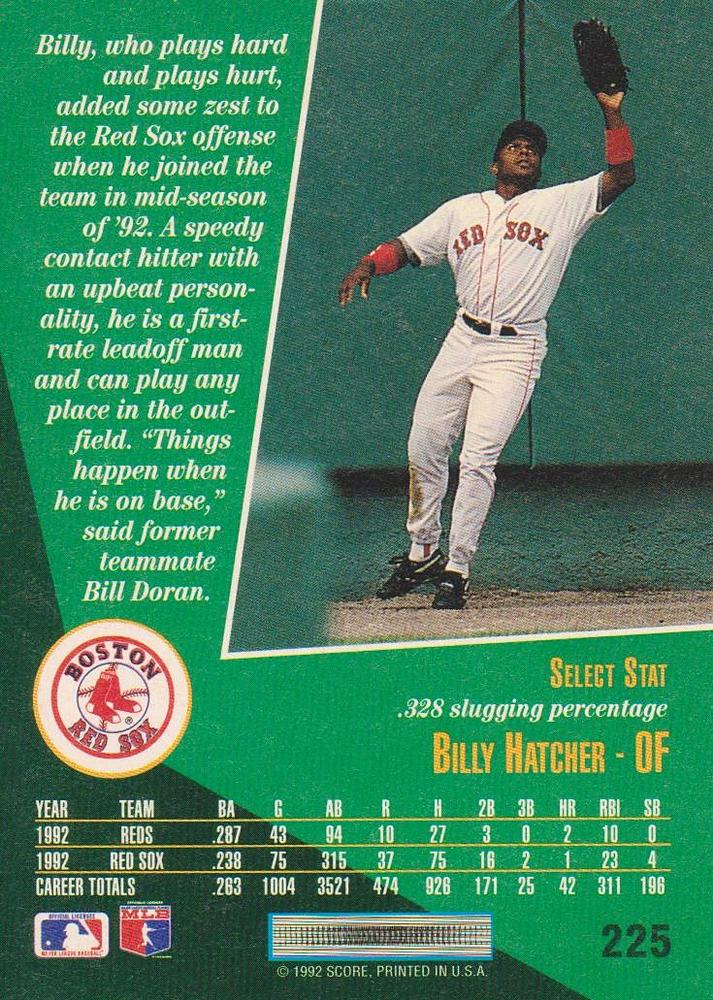 Billy, who plays hard
and plays hurt,
added some zest to
the Red Sox offense
when he joined the
team in mid-season
of '92. A speedy
contact hitter with
an upbeat person-
ality, he is a first-
rate leadoff man
and can play any
place in the out-
field. “Things
happen when
he is on base,”
said former
teammate
Bill Doran.
RED SOX
BOSTON
RED SOX
®
SELECT STAT
.328 slugging percentage
BILLY HATCHER - OF
YEAR TEAM BA G AB R H 2B 3B HR RBI SB
1992 REDS .287 43 94 10 27 3 0 2 10 0
1992 RED SOX .238 75 315 37 75 16 2 1 23 4
CAREER TOTALS .263 1004 3521 474 926 171 25 42 311 196
OFFICIAL LICENSEE
MAJOR LEAGUE BASEBALL
MLB
225
© 1992 SCORE, PRINTED IN U.S.A.